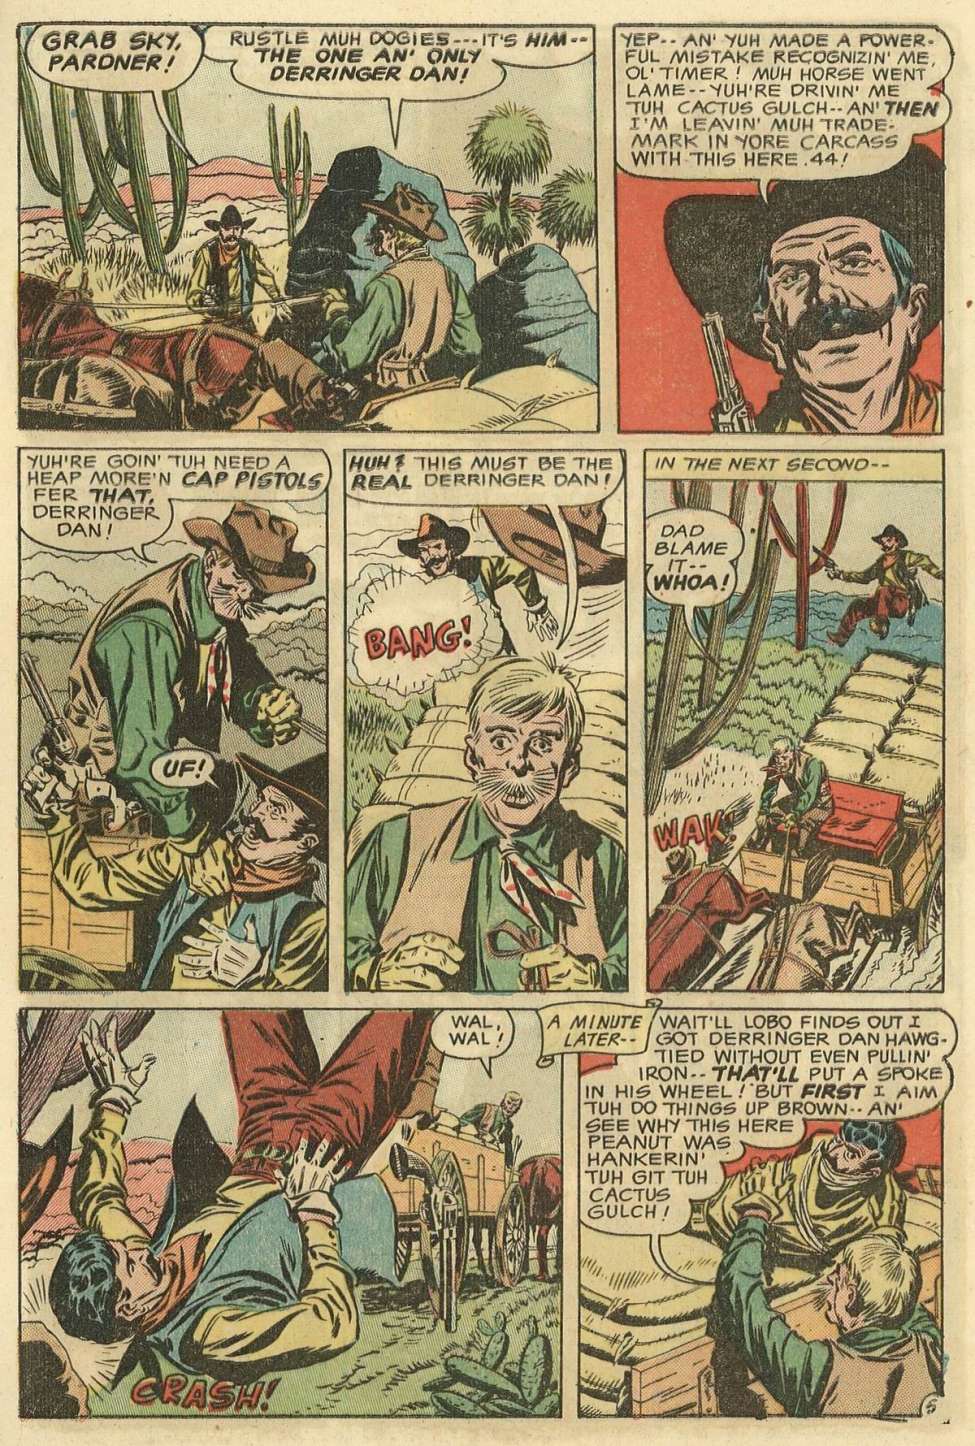 GRAB SKY,
PARDNER!
RUSTLE MUH DOGIES---IT'S HIM--
THE ONE AN' ONLY
DERRINGER DAN!
YEP-- AN' YUH MADE A POWER-
FUL MISTAKE RECOGNIZIN' ME,
OL' TIMER! MUH HORSE WENT
LAME--YUH'RE DRIVIN' ME
TUH CACTUS GULCH--AN' THEN
I'M LEAVIN' MUH TRADE-
MARK IN YORE CARCASS
WITH THIS HERE .44!
YUH'RE GOIN' TUH NEED A
HEAP MORE'N CAP PISTOLS
FER THAT,
DERRINGER
DAN!
UF!
HUH? THIS MUST BE THE
REAL DERRINGER DAN!
BANG!
IN THE NEXT SECOND--
DAD
BLAME
IT--
WHOA!
WAK!
WAL,
WAL!
CRASH!
A MINUTE
LATER--
WAIT'LL LOBO FINDS OUT I
GOT DERRINGER DAN HAWG-
TIED WITHOUT EVEN PULLIN'
IRON-- THAT'LL PUT A SPOKE
IN HIS WHEEL! BUT FIRST I AIM
TUH DO THINGS UP BROWN-- AN'
SEE WHY THIS HERE
PEANUT WAS
HANKERIN'
TUH GIT TUH
CACTUS
GULCH!
5